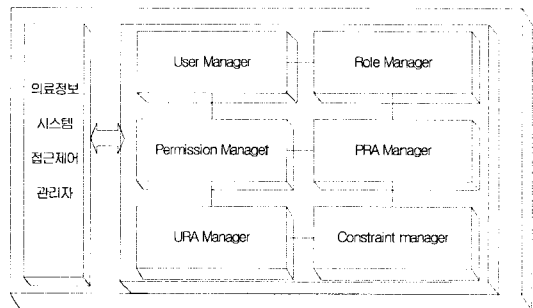 의료정보
시스템
접근제어
관리자
User Manager
Role Manager
Permission Managet
PRA Manager
URA Manager
Constraint manager